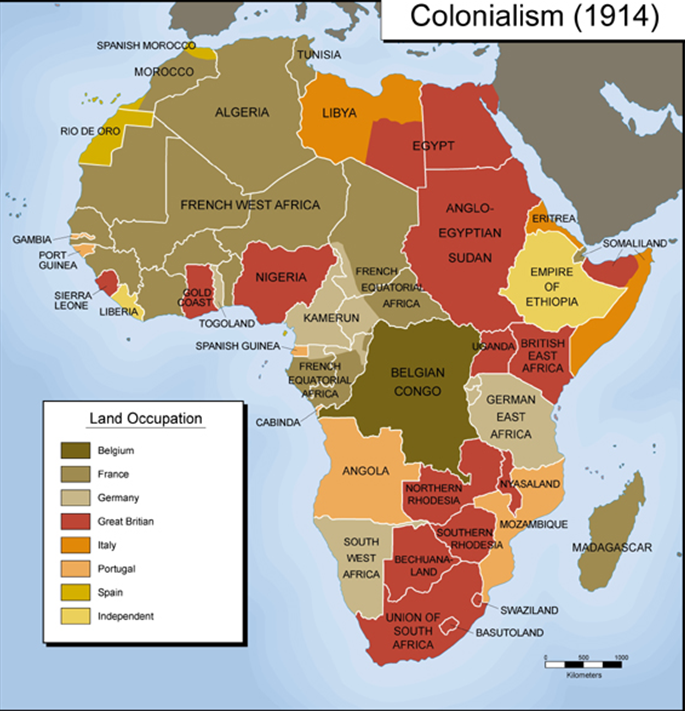 Colonialism (1914)
SPANISH MOROCCO
TUNISIA
MOROCCO
ALGERIA
LIBYA
RIO DE ORO
EGYPT
FRENCH WEST AFRICA
ANGLO-
EGYPTIAN
SUDAN
ERITREA
GAMBIA
SOMALILAND
PORT
GUINEA
NIGERIA
FRENCH
EQUATORIAL
AFRICA
EMPIRE
OF
ETHIOPIA
SIERRA
LEONE
GOLD
COAST
LIBERIA
TOGOLAND
KAMERUN
SPANISH GUINEA
UGANDA
BRITISH
EAST
AFRICA
FRENCH
EQUATORIAL
AFRICA
BELGIAN
CONGO
GERMAN
EAST
AFRICA
CABINDA
Land Occupation
Belgium
France
Germany
Great Britian
Italy
Portugal
Spain
Independent
ANGOLA
NORTHERN
RHODESIA
NYASALAND
MOZAMBIQUE
SOUTH
WEST
AFRICA
SOUTHERN
RHODESIA
MADAGASCAR
BECHUANA-
LAND
SWAZILAND
UNION OF
SOUTH
AFRICA
BASUTOLAND
0 500 1000
Kilometers